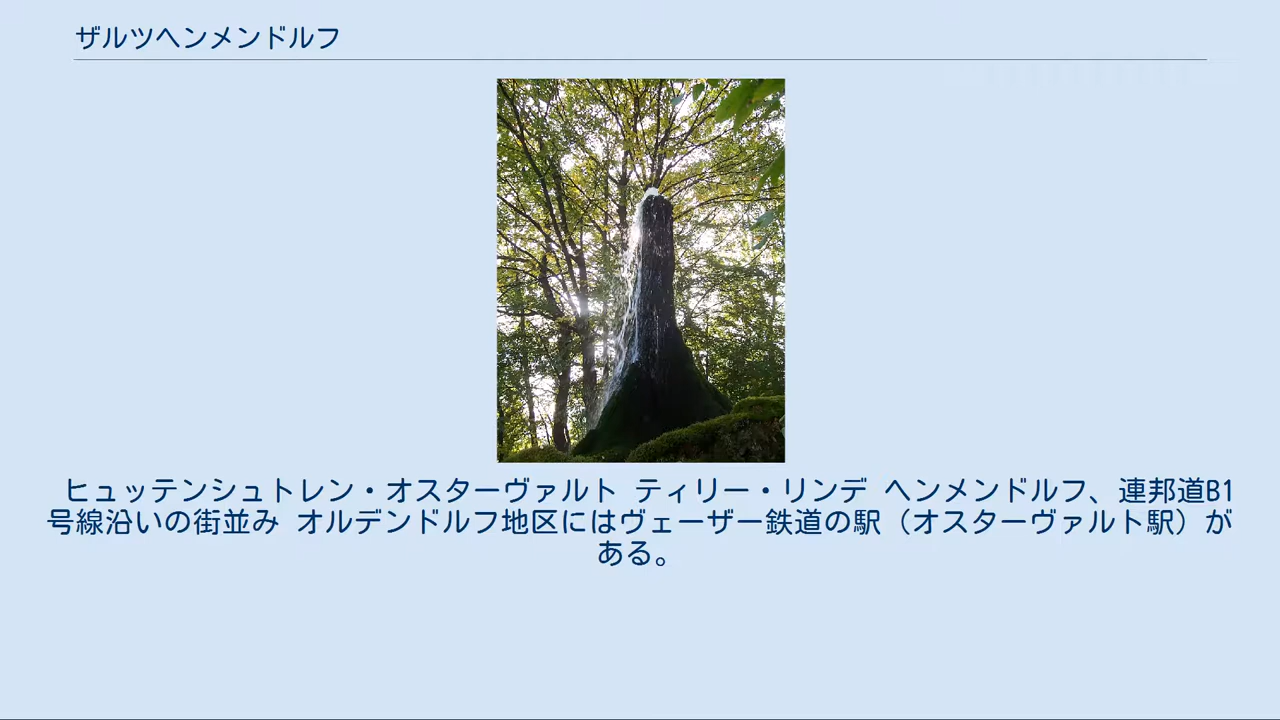 ザルツヘンメンドルフ
ヒュッテンシュトレン・オスターヴァルト ティリー・リンデ ヘンメンドルフ、連邦道B1
号線沿いの街並み オルデンドルフ地区にはヴェーザー鉄道の駅（オスターヴァルト駅）が
ある。